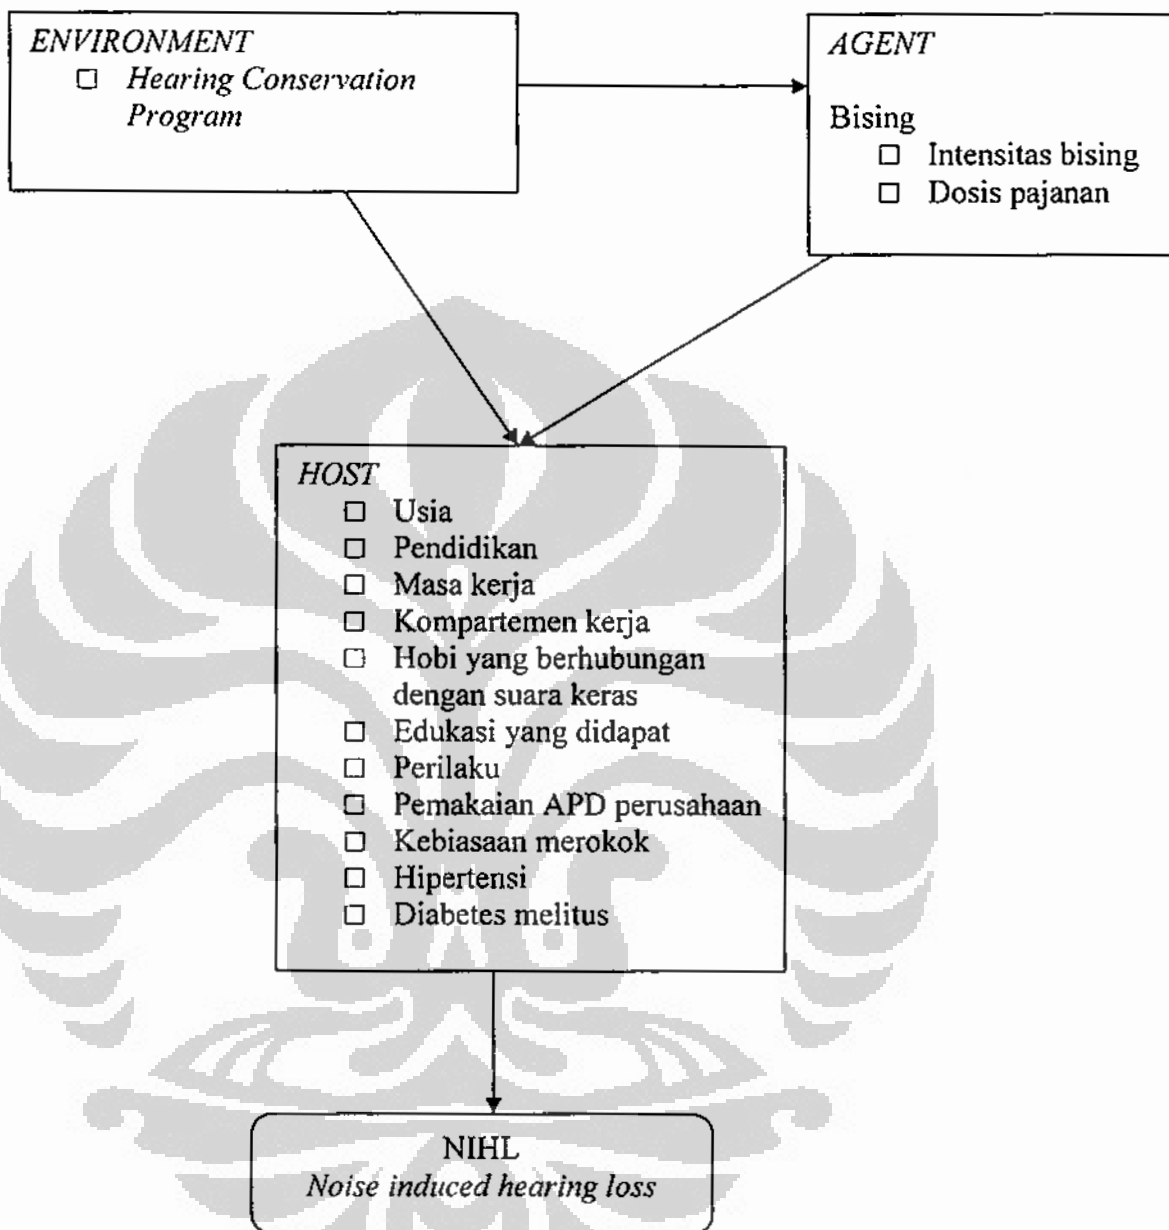 ENVIRONMENT
□ Hearing Conservation
Program
AGENT
Bising
□ Intensitas bising
□ Dosis pajanan
HOST
□ Usia
□ Pendidikan
□ Masa kerja
□ Kompartemen kerja
□ Hobi yang berhubungan
dengan suara keras
□ Edukasi yang didapat
□ Perilaku
□ Pemakaian APD perusahaan
□ Kebiasaan merokok
□ Hipertensi
□ Diabetes melitus
NIHL
Noise induced hearing loss